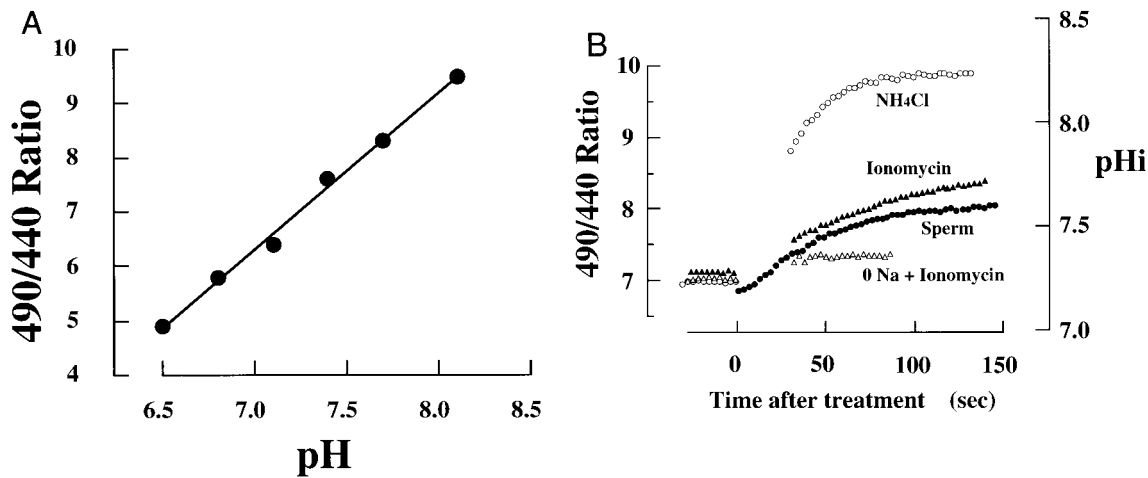 A
490/440 Ratio
10
9
8
7
6
5
4
6.5 7.0 7.5 8.0 8.5
pH
B
490/440 Ratio
10
9
8
7
NH4Cl
Ionomycin
Sperm
0 Na + Ionomycin
0 50 100 150
Time after treatment (sec)
8.5
8.0
7.5
7.0
pHi